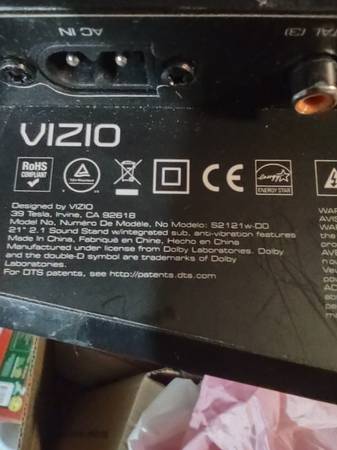 AC IN
TAL (3)
VIZIO
RoHS
COMPLIANT
CE
ENERGY STAR
Designed by VIZIO
39 Tesla, Irvine, CA 92618
Model No, Numéro De Modèle, No Modelo: S2121w-D0
21" 2.1 Sound Stand w/integrated sub, anti-vibration features
Made In China, Fabriqué en Chine, Hecho en China
Manufactured under license from Dolby Laboratories. Dolby
and the double-D symbol are trademarks of Dolby
Laboratories.
For DTS patents, see http://patents.dts.com.